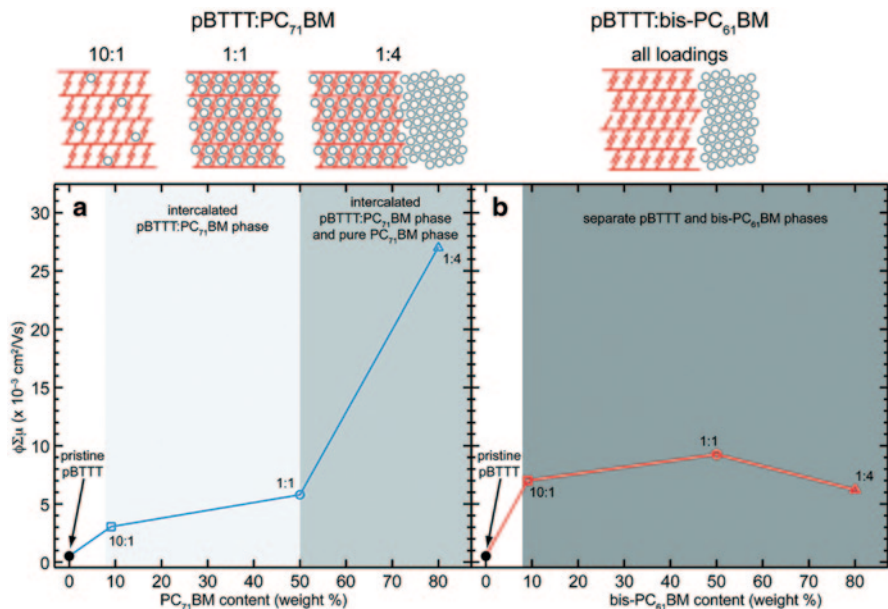 pBTTT:PC₇₁BM
10:1
1:1
1:4
pBTTT:bis-PC₆₁BM
all loadings
a
intercalated
pBTTT:PC₇₁BM phase
intercalated
pBTTT:PC₇₁BM phase
and pure PC₇₁BM phase
1:4
pristine
pBTTT
10:1
1:1
30
25
20
15
10
5
0
ϕΣμ (x 10⁻³ cm²/Vs)
0 10 20 30 40 50 60 70 80
PC₇₁BM content (weight %)
b
separate pBTTT and bis-PC₆₁BM phases
pristine
pBTTT
10:1
1:1
1:4
0 10 20 30 40 50 60 70 80
bis-PC₆₁BM content (weight %)